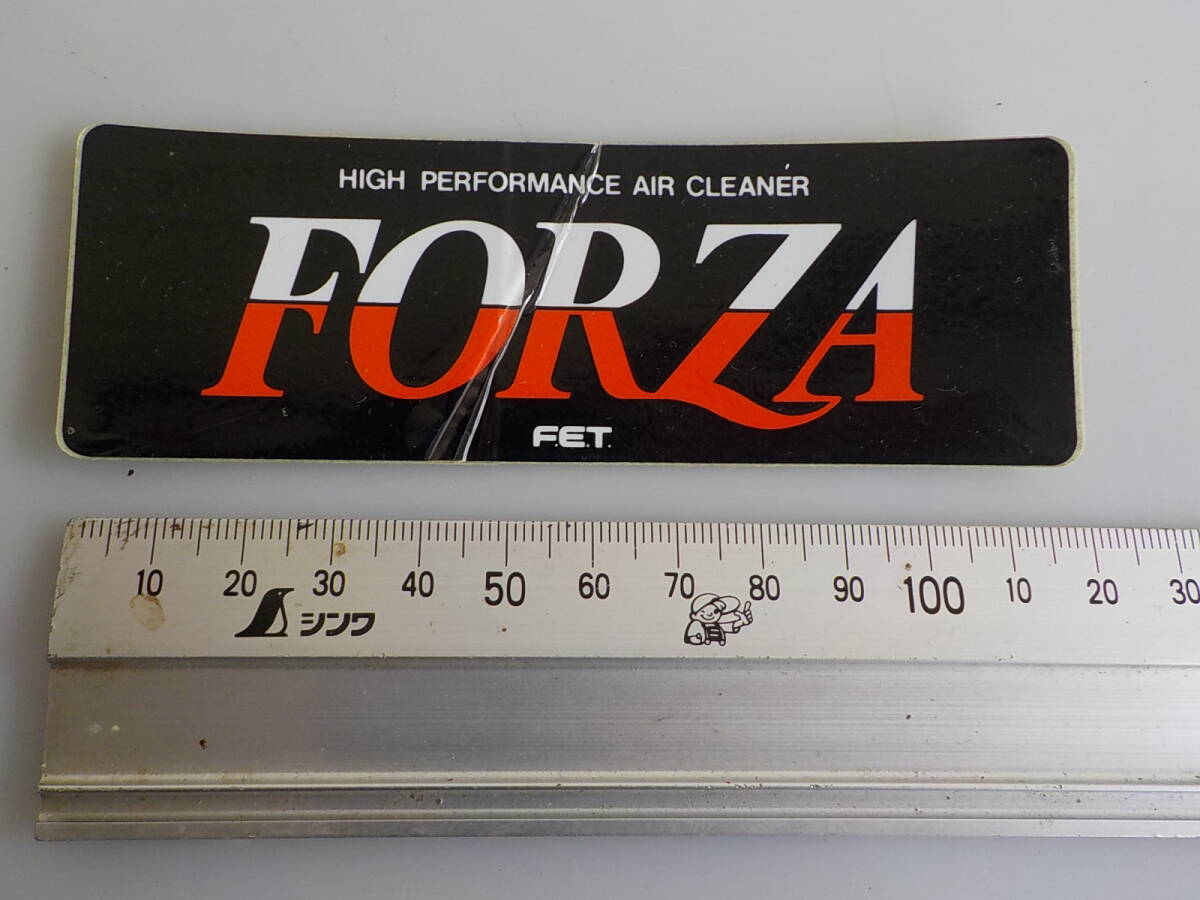 HIGH PERFORMANCE AIR CLEANER
FORZA
F.E.T.
10 20 30 40 50 60 70 80 90 100 10 20 30
シンワ